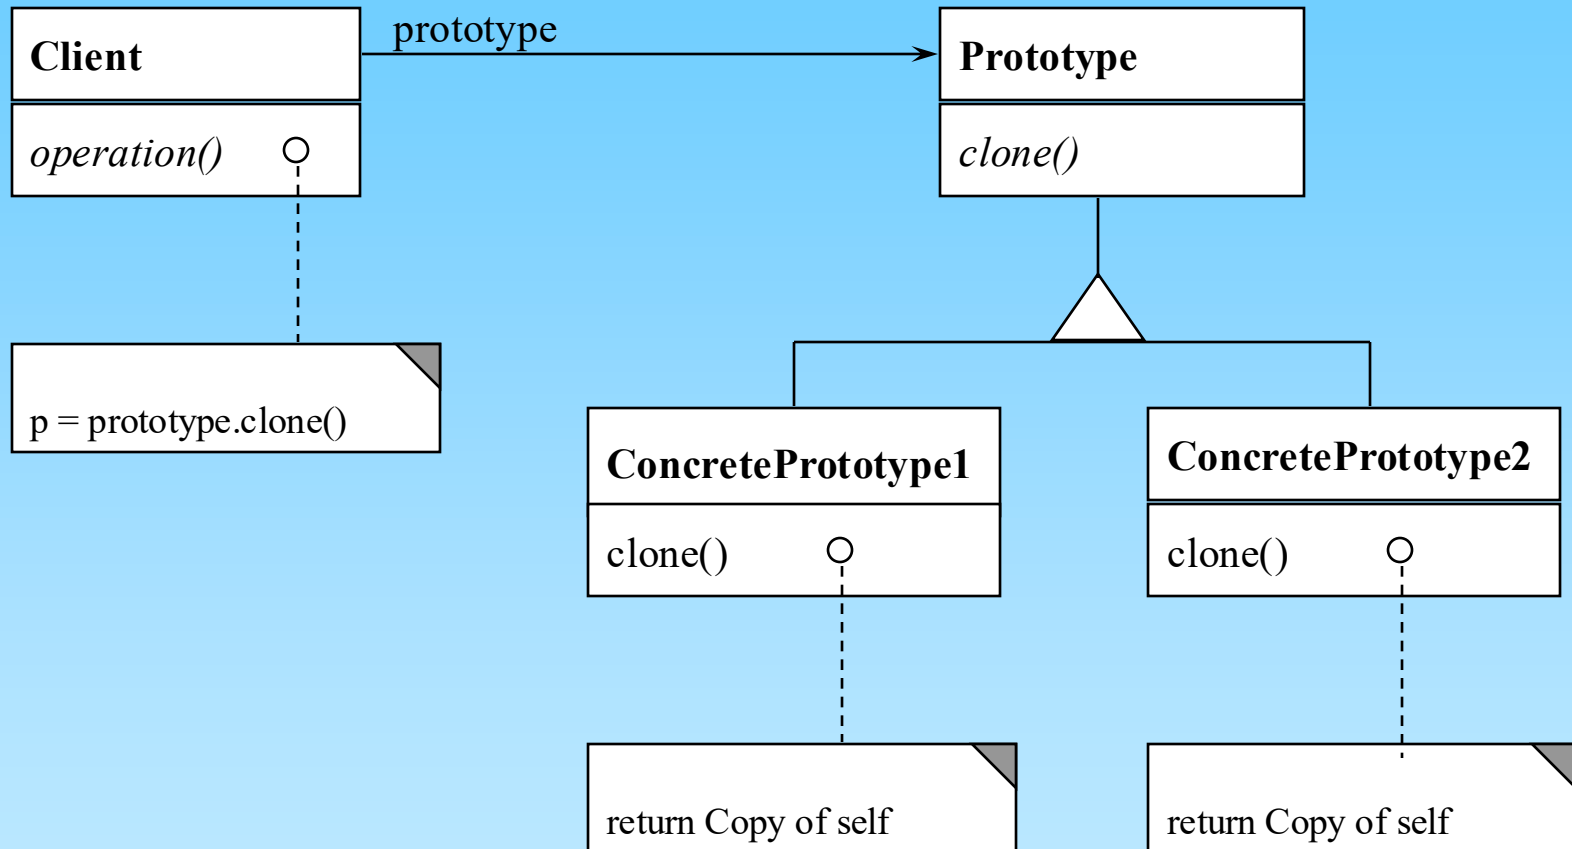 prototype
Client
Prototype
operation()
clone()
p = prototype.clone()
ConcretePrototype1
ConcretePrototype2
clone()
clone()
return Copy of self
return Copy of self